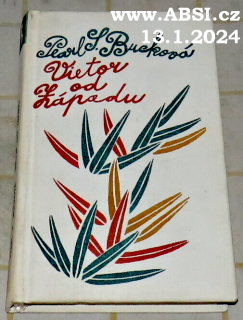 www.ABSI.cz
13.1.2024
Pearl S. Bucková
Vietor
od
západu